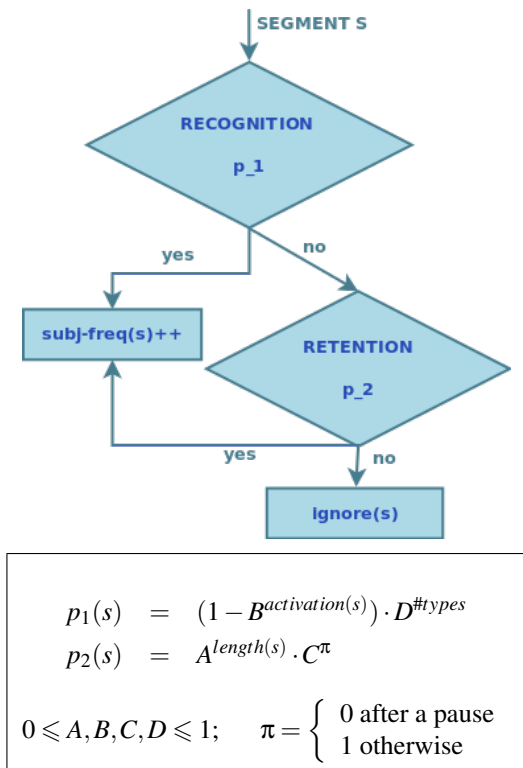 SEGMENT S
RECOGNITION
p_1
yes
no
subj-freq(s)++
RETENTION
p_2
yes
no
ignore(s)
p₁(s) = (1 − B^{activation(s)}) · D^{#types}
p₂(s) = A^{length(s)} · C^π
0 ⩽ A, B, C, D ⩽ 1; π = { 0 after a pause
1 otherwise